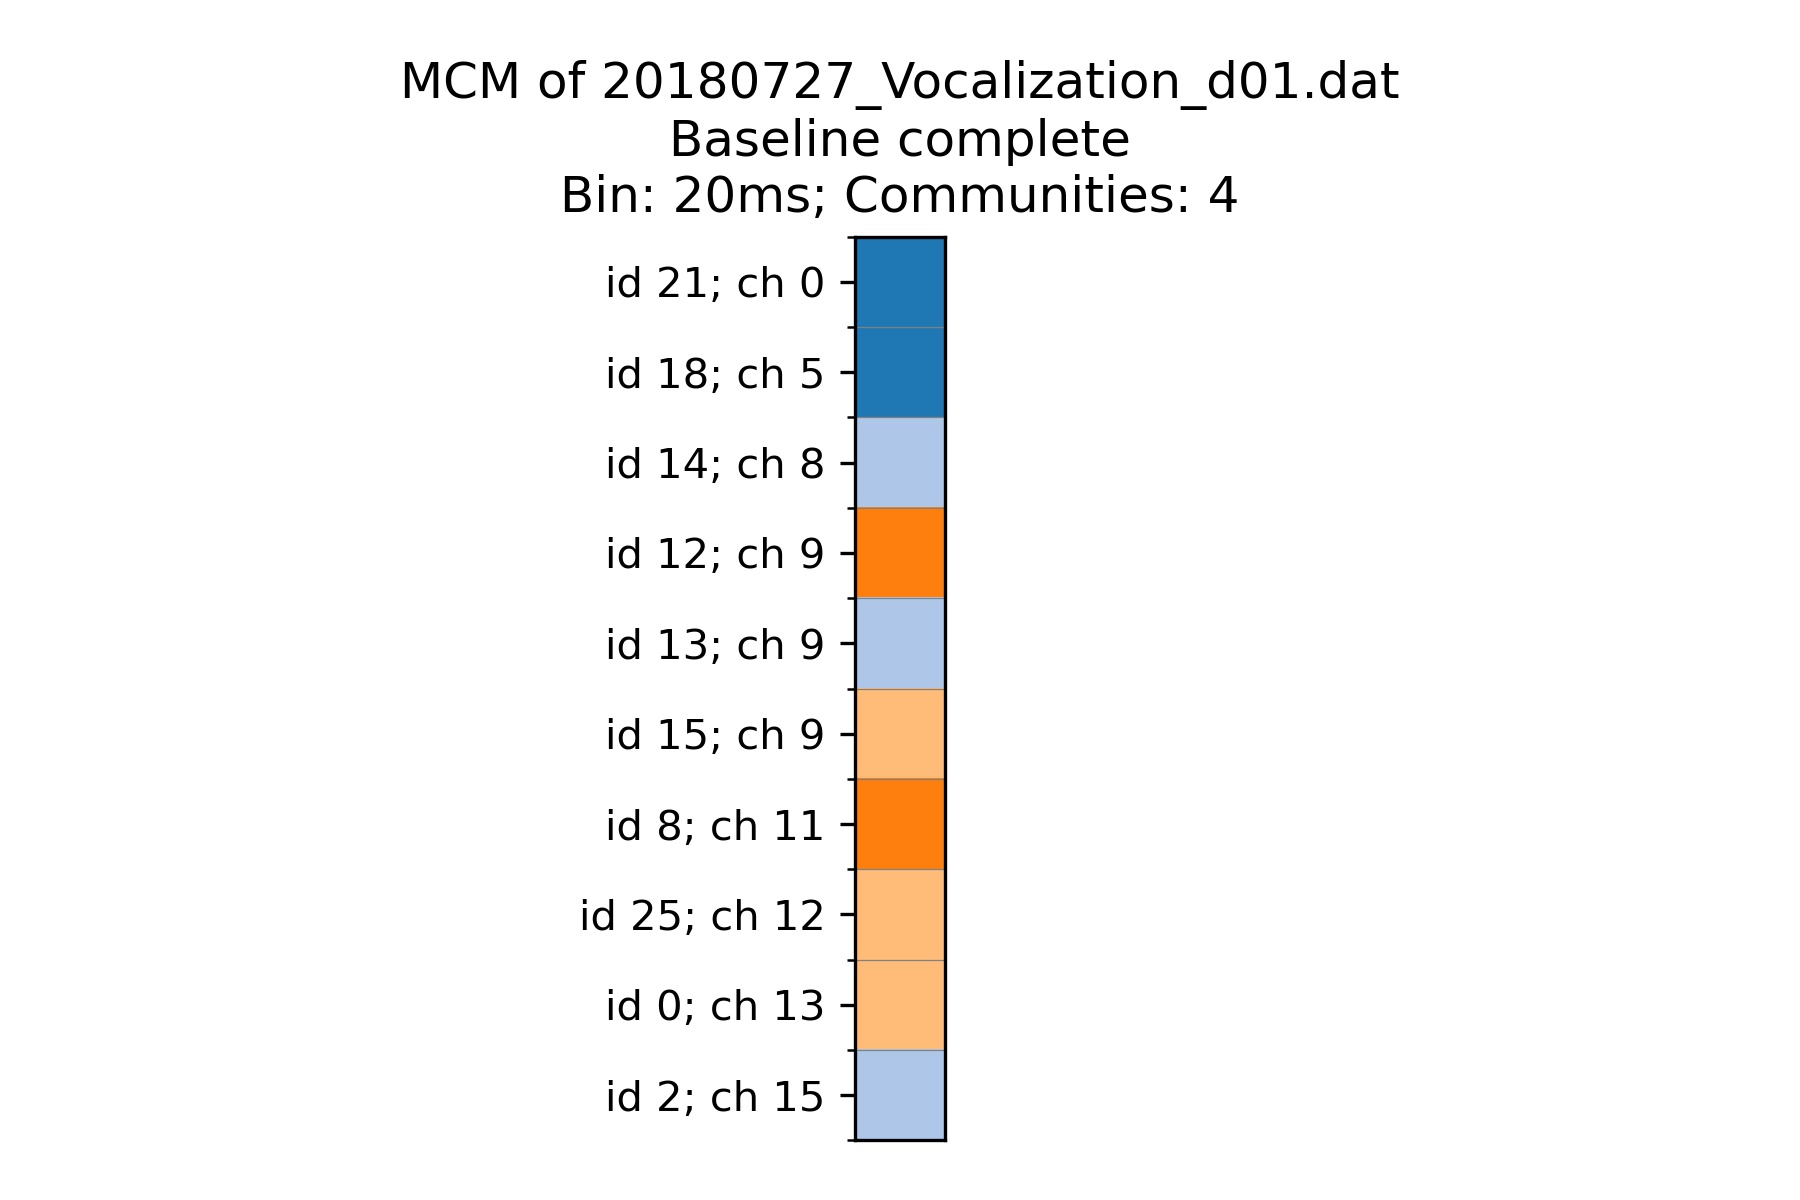 MCM of 20180727_Vocalization_d01.dat
Baseline complete
Bin: 20ms; Communities: 4
id 21; ch 0
id 18; ch 5
id 14; ch 8
id 12; ch 9
id 13; ch 9
id 15; ch 9
id 8; ch 11
id 25; ch 12
id 0; ch 13
id 2; ch 15